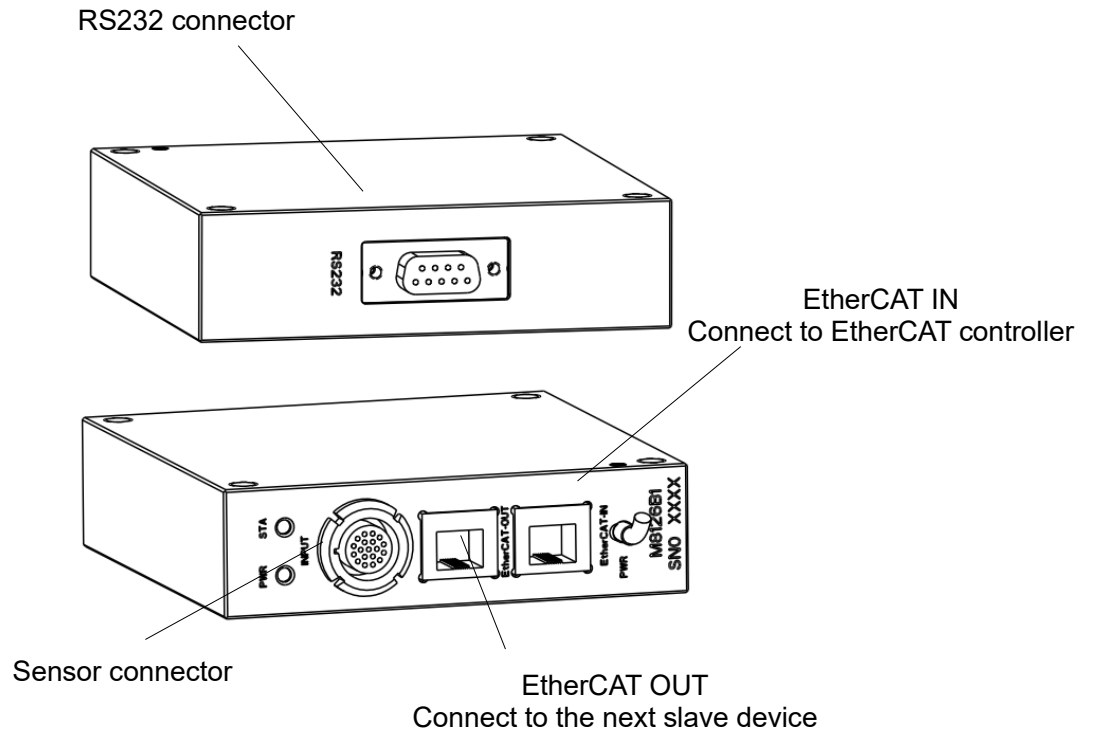 RS232 connector
RS232
EtherCAT IN
Connect to EtherCAT controller
STA
PWR
INPUT
EtherCAT-OUT
EtherCAT-IN
PWR
M8126B1
SN0 XXXX
Sensor connector
EtherCAT OUT
Connect to the next slave device